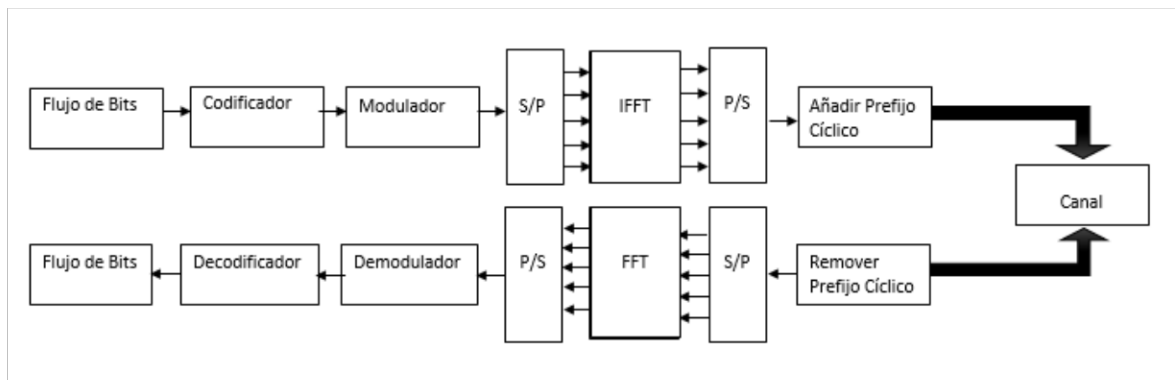 Flujo de Bits
Codificador
Modulador
S/P
IFFT
P/S
Añadir Prefijo
Cíclico
Canal
Flujo de Bits
Decodificador
Demodulador
P/S
FFT
S/P
Remover
Prefijo Cíclico